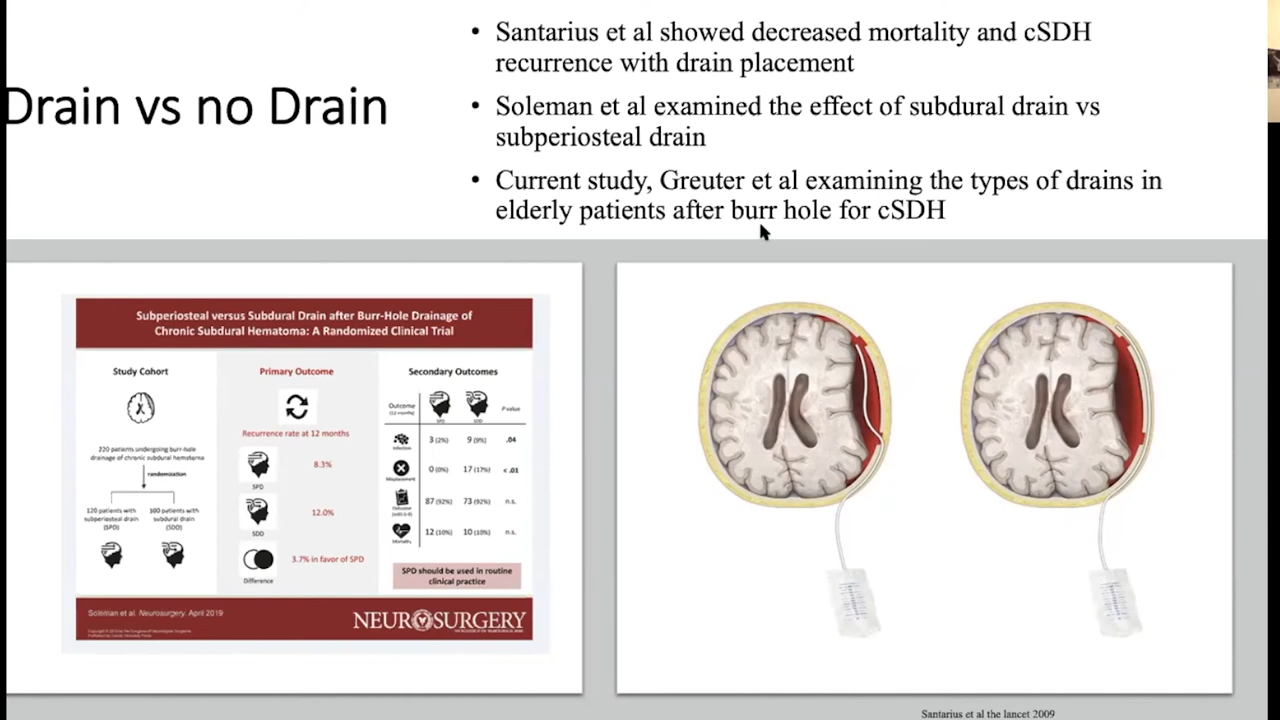 Drain vs no Drain
• Santarius et al showed decreased mortality and cSDH
recurrence with drain placement
• Soleman et al examined the effect of subdural drain vs
subperiosteal drain
• Current study, Greuter et al examining the types of drains in
elderly patients after burr hole for cSDH
Subperiosteal versus Subdural Drain after Burr-Hole Drainage of
Chronic Subdural Hematoma: A Randomized Clinical Trial
Study Cohort
220 patients undergoing burr-hole
drainage of chronic subdural hematoma
randomization
120 patients with
subperiosteal drain
(SPD)
100 patients with
subdural drain
(SDD)
Primary Outcome
Recurrence rate at 12 months
SPD
8.3%
SDD
12.0%
Difference
3.7% in favor of SPD
Secondary Outcomes
Outcome
(12 months)
SPD
SDD
P value
Infection
3 (2%) 9 (9%) .04
Misplacement
0 (0%) 17 (17%) <.01
Outcome
87 (92%) 73 (92%) n.s.
Mortality
12 (10%) 10 (10%) n.s.
SPD should be used in routine
clinical practice
Soleman et al. Neurosurgery. April 2019
NEUROSURGERY
Santarius et al the lancet 2009